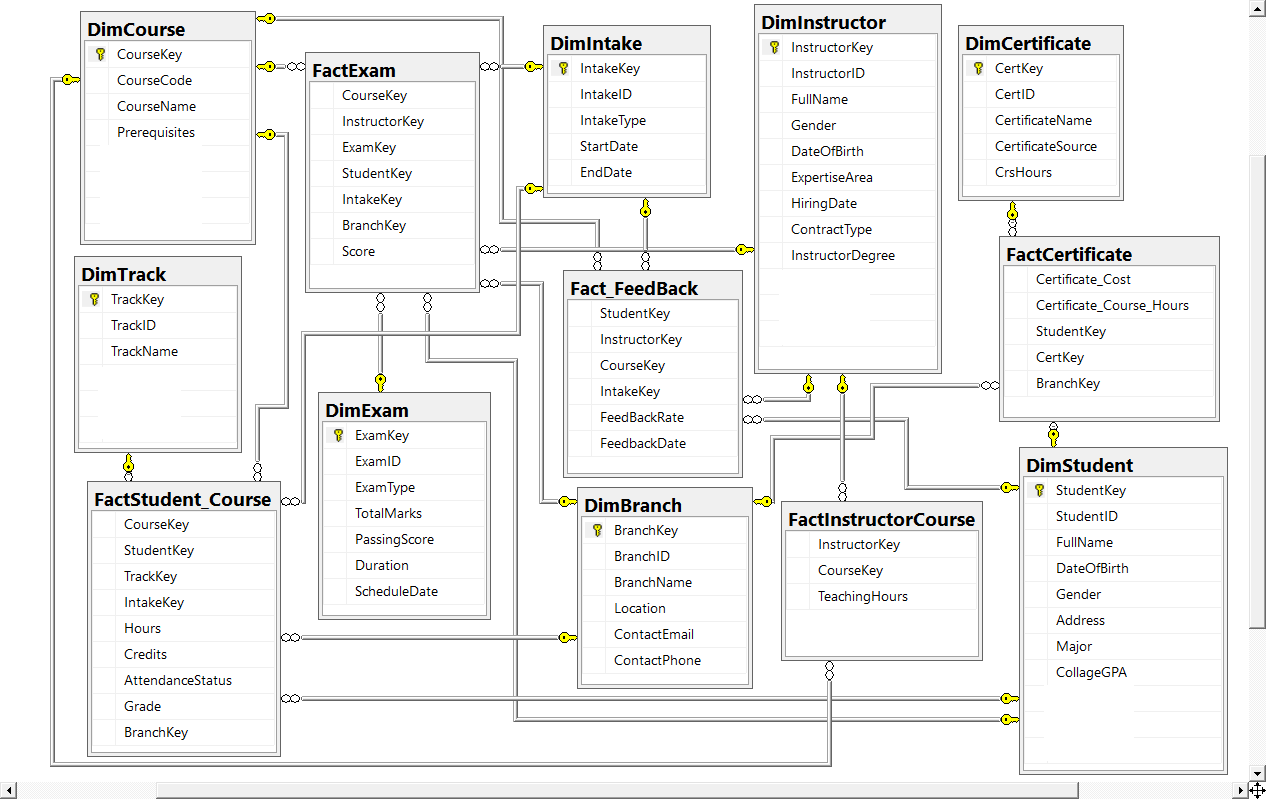 DimCourse
CourseKey
CourseCode
CourseName
Prerequisites
FactExam
CourseKey
InstructorKey
ExamKey
StudentKey
IntakeKey
BranchKey
Score
DimIntake
IntakeKey
IntakeID
IntakeType
StartDate
EndDate
DimInstructor
InstructorKey
InstructorID
FullName
Gender
DateOfBirth
ExpertiseArea
HiringDate
ContractType
InstructorDegree
DimCertificate
CertKey
CertID
CertificateName
CertificateSource
CrsHours
DimTrack
TrackKey
TrackID
TrackName
Fact_FeedBack
StudentKey
InstructorKey
CourseKey
IntakeKey
FeedBackRate
FeedbackDate
FactCertificate
Certificate_Cost
Certificate_Course_Hours
StudentKey
CertKey
BranchKey
DimExam
ExamKey
ExamID
ExamType
TotalMarks
PassingScore
Duration
ScheduleDate
FactStudent_Course
CourseKey
StudentKey
TrackKey
IntakeKey
Hours
Credits
AttendanceStatus
Grade
BranchKey
DimBranch
BranchKey
BranchID
BranchName
Location
ContactEmail
ContactPhone
FactInstructorCourse
InstructorKey
CourseKey
TeachingHours
DimStudent
StudentKey
StudentID
FullName
DateOfBirth
Gender
Address
Major
CollageGPA